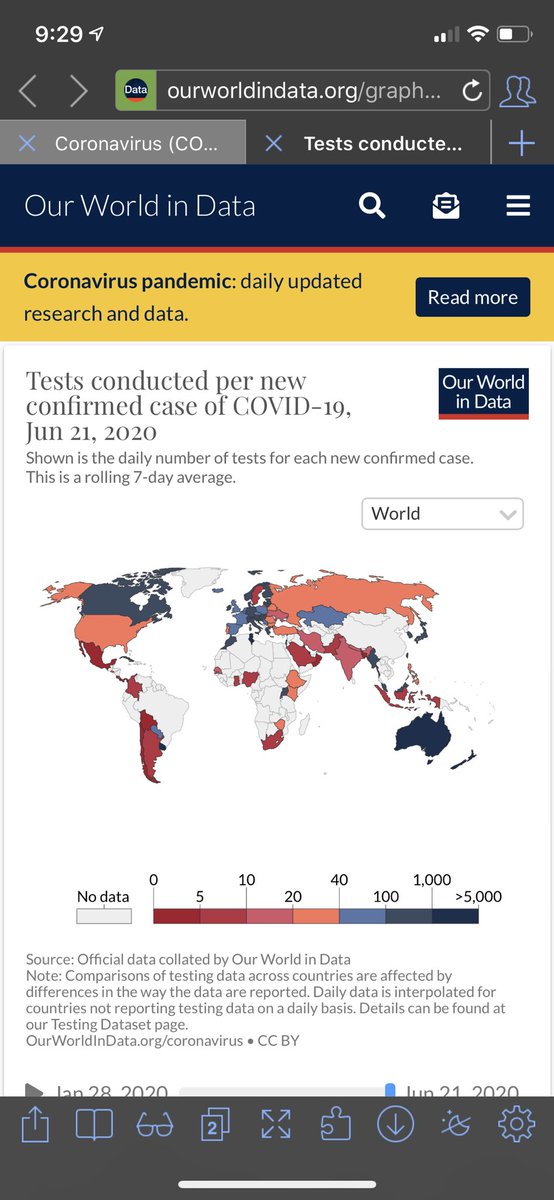 9:29
Data
ourworldindata.org/graph...
Coronavirus (CO...
Tests conducte...
Our World in Data
Coronavirus pandemic: daily updated
research and data.
Read more
Tests conducted per new
confirmed case of COVID-19,
Jun 21, 2020
Our World
in Data
Shown is the daily number of tests for each new confirmed case.
This is a rolling 7-day average.
World
No data
0
5
10
20
40
100
1,000
>5,000
Source: Official data collated by Our World in Data
Note: Comparisons of testing data across countries are affected by
differences in the way the data are reported. Daily data is interpolated for
countries not reporting testing data on a daily basis. Details can be found at
our Testing Dataset page.
OurWorldInData.org/coronavirus • CC BY
Jan 28, 2020
Jun 21, 2020
2